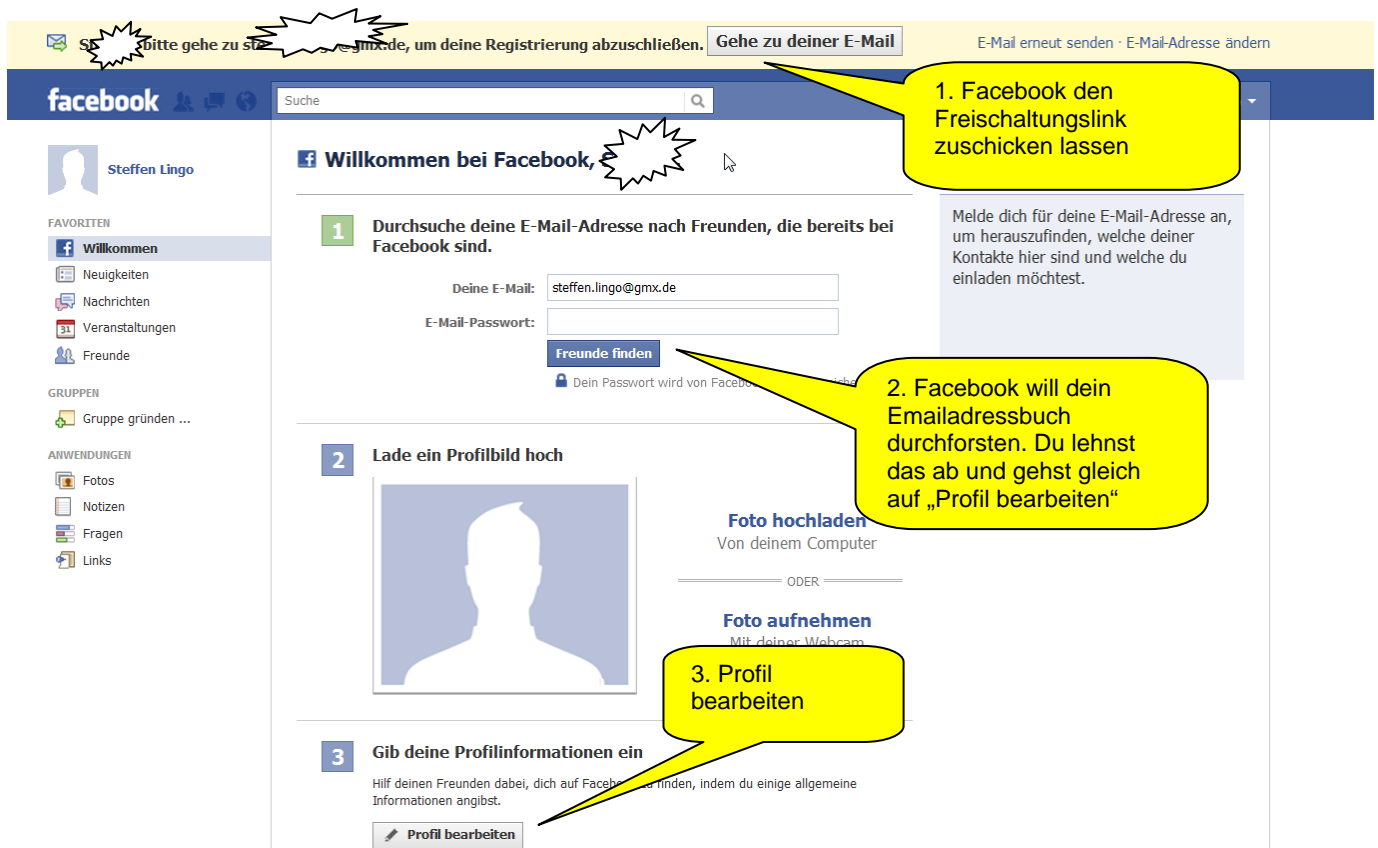 bitte gehe zu ste @gmx.de, um deine Registrierung abzuschließen. Gehe zu deiner E-Mail
E-Mail erneut senden · E-Mail-Adresse ändern
facebook
Suche
1. Facebook den
Freischaltungslink
zuschicken lassen
Steffen Lingo
FAVORITEN
Willkommen
Neuigkeiten
Nachrichten
31 Veranstaltungen
Freunde
GRUPPEN
Gruppe gründen ...
ANWENDUNGEN
Fotos
Notizen
Fragen
Links
Willkommen bei Facebook,
1 Durchsuche deine E-Mail-Adresse nach Freunden, die bereits bei
Facebook sind.
Deine E-Mail: steffen.lingo@gmx.de
E-Mail-Passwort:
Freunde finden
Dein Passwort wird von
Melde dich für deine E-Mail-Adresse an,
um herauszufinden, welche deiner
Kontakte hier sind und welche du
einladen möchtest.
2. Facebook will dein
Emailadressbuch
durchforsten. Du lehnst
das ab und gehst gleich
auf „Profil bearbeiten“
2 Lade ein Profilbild hoch
Foto hochladen
Von deinem Computer
ODER
Foto aufnehmen
Mit deiner Webcam
3. Profil
bearbeiten
3 Gib deine Profilinformationen ein
Hilf deinen Freunden dabei, dich auf finden, indem du einige allgemeine
Informationen angibst.
Profil bearbeiten